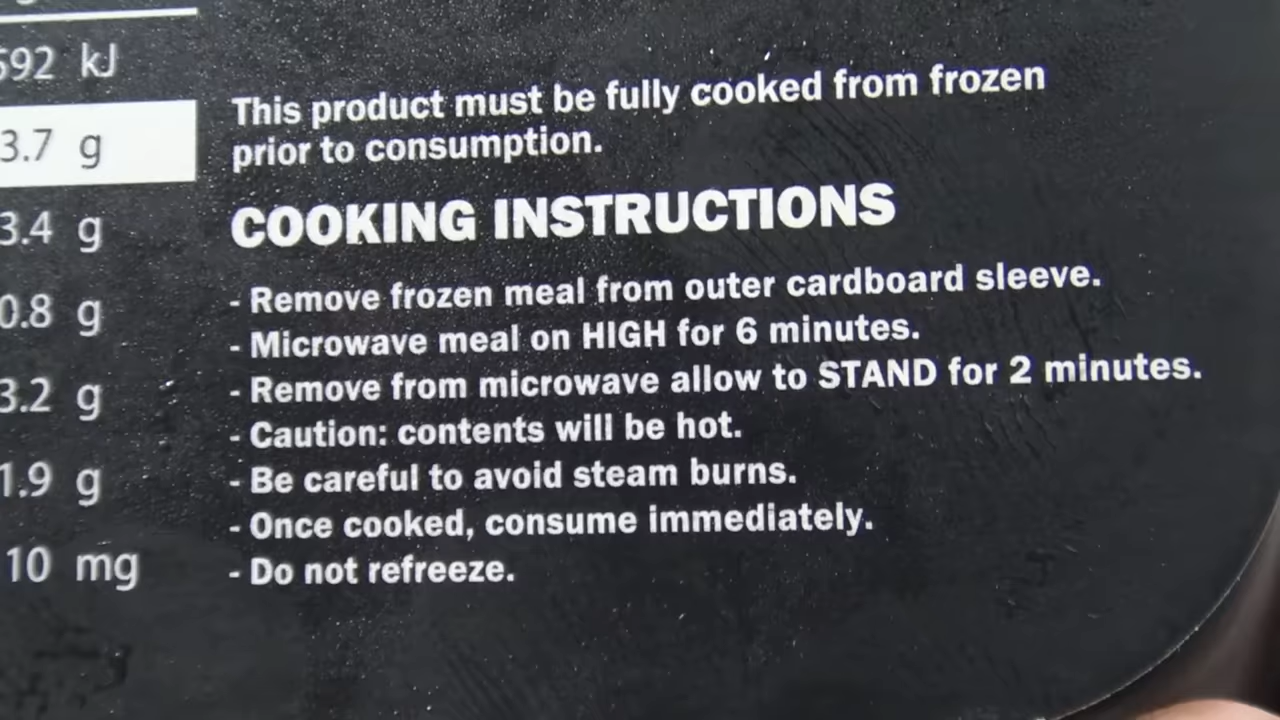 592 kJ
3.7 g
3.4 g
0.8 g
3.2 g
1.9 g
10 mg
This product must be fully cooked from frozen
prior to consumption.
COOKING INSTRUCTIONS
- Remove frozen meal from outer cardboard sleeve.
- Microwave meal on HIGH for 6 minutes.
- Remove from microwave allow to STAND for 2 minutes.
- Caution: contents will be hot.
- Be careful to avoid steam burns.
- Once cooked, consume immediately.
- Do not refreeze.